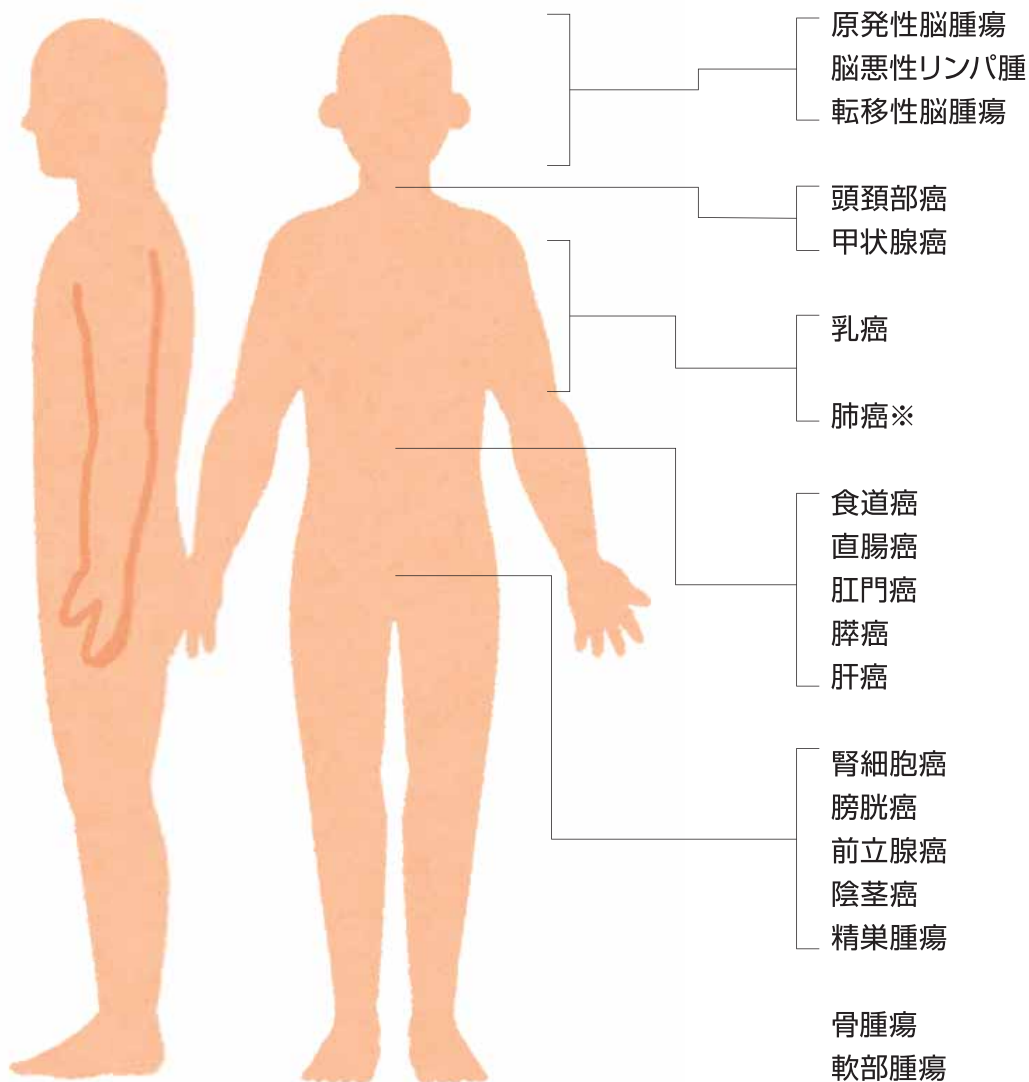 原発性脳腫瘍
脳悪性リンパ腫
転移性脳腫瘍
頭頚部癌
甲状腺癌
乳癌
肺癌※
食道癌
直腸癌
肛門癌
膵癌
肝癌
腎細胞癌
膀胱癌
前立腺癌
陰茎癌
精巣腫瘍
骨腫瘍
軟部腫瘍